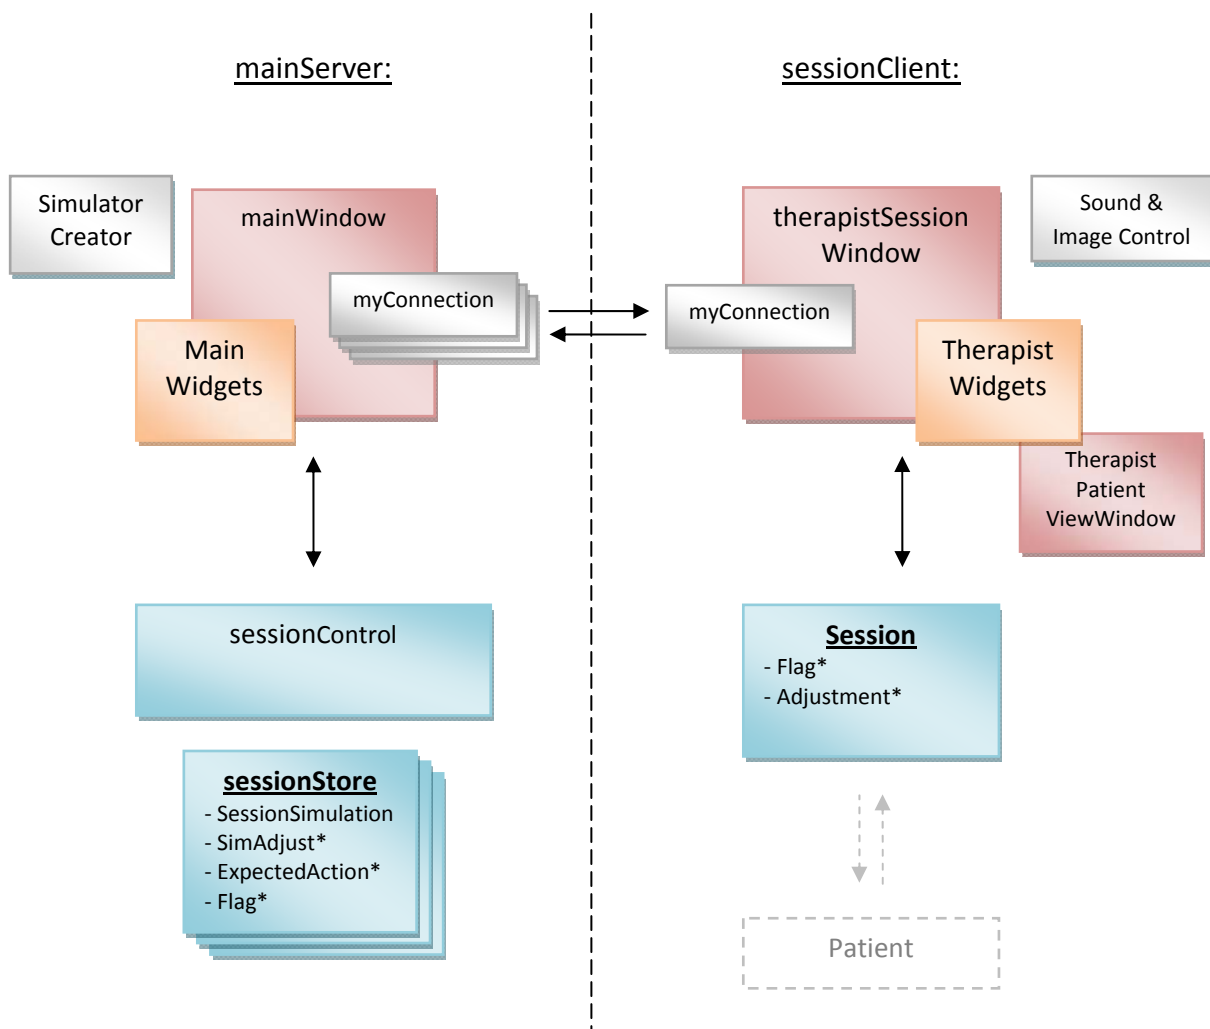 mainServer:
sessionClient:
Simulator
Creator
mainWindow
myConnection
Main
Widgets
therapistSession
Window
myConnection
Sound &
Image Control
Therapist
Widgets
Therapist
Patient
ViewWindow
sessionControl
sessionStore
- SessionSimulation
- SimAdjust*
- ExpectedAction*
- Flag*
Session
- Flag*
- Adjustment*
Patient